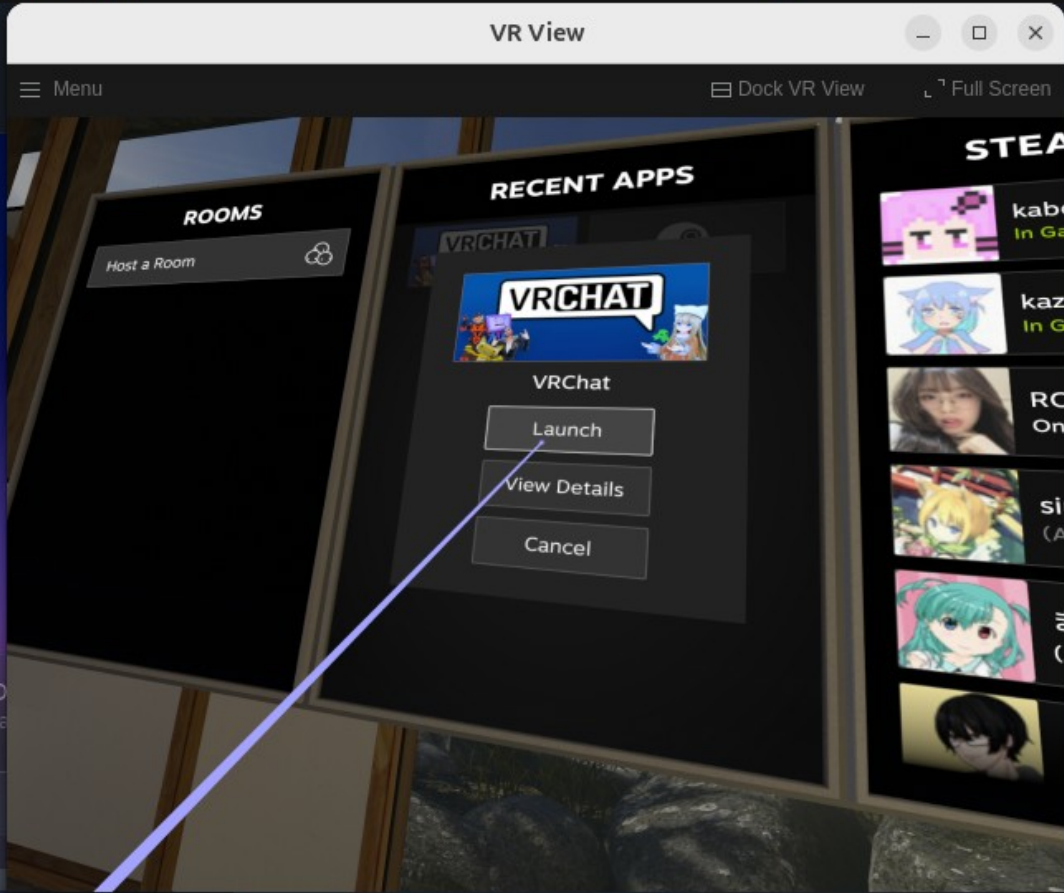 VR View
Menu
Dock VR View
Full Screen
ROOMS
Host a Room
RECENT APPS
VRCHAT
VRCHAT
VRChat
Launch
View Details
Cancel
In
In
(